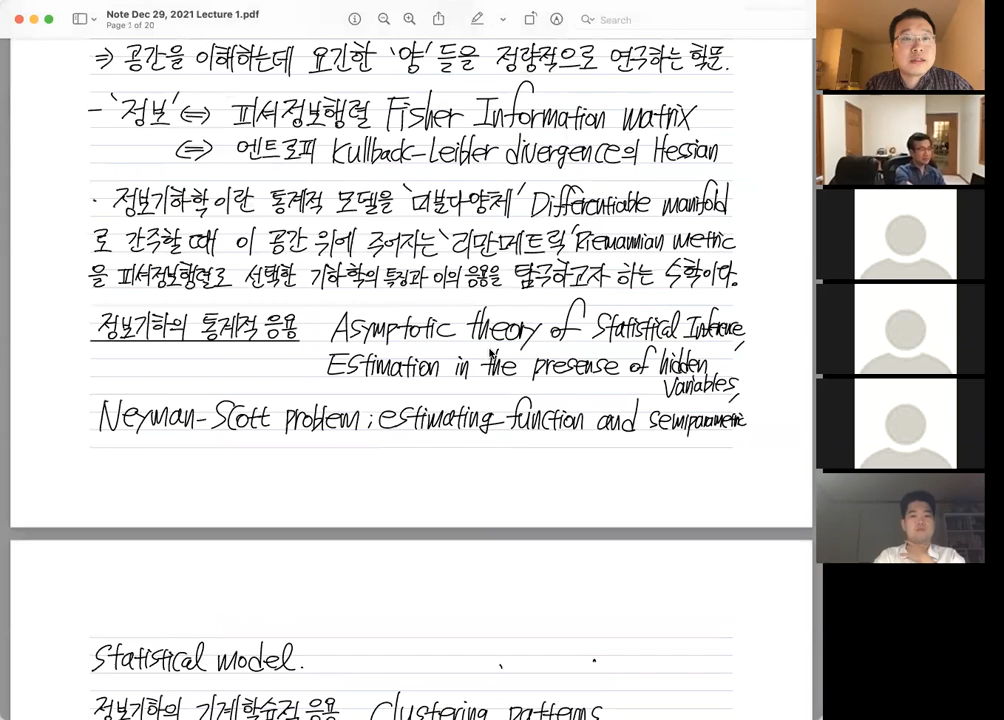 Note Dec 29, 2021 Lecture 1.pdf
Page 1 of 20
Search
⇒ 공간을 이해하는데 요긴한 '양'들을 정량적으로 연구하는 학문.
- '정보' ⇔ 피셔정보행렬 Fisher Information matrix
⇔ 엔트로피 Kullback-Leibler divergence의 Hessian
· 정보기하학이란 통계적 모델을 '미분다양체' Differentiable manifold
로 간주할 때 이 공간 위에 주어지는 '리만메트릭' Riemannian metric
을 피셔정보행렬로 선택한 기하학의 특징과 이의 응용을 탐구하고자 하는 수학이다.
정보기하의 통계적 응용 Asymptotic theory of Statistical Inference,
Estimation in the presence of hidden
variables,
Neyman-Scott problem ; estimating function and semiparametric
Statistical model.
정보기하의 기계학습적 응용 Clustering patterns